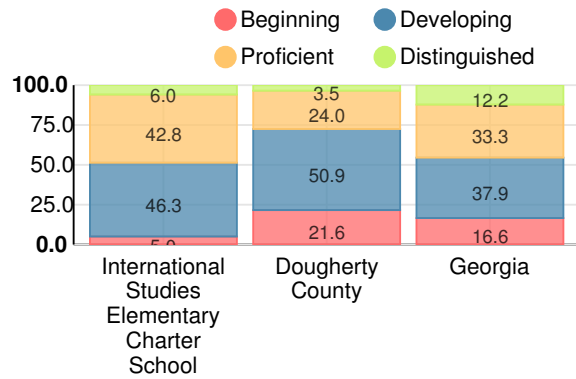 Beginning Developing
Proficient Distinguished
100.0
75.0
50.0
25.0
0.0
6.0 3.5 12.2
42.8 24.0 33.3
46.3 50.9 37.9
5.0 21.6 16.6
International Studies Elementary Charter School
Dougherty County
Georgia